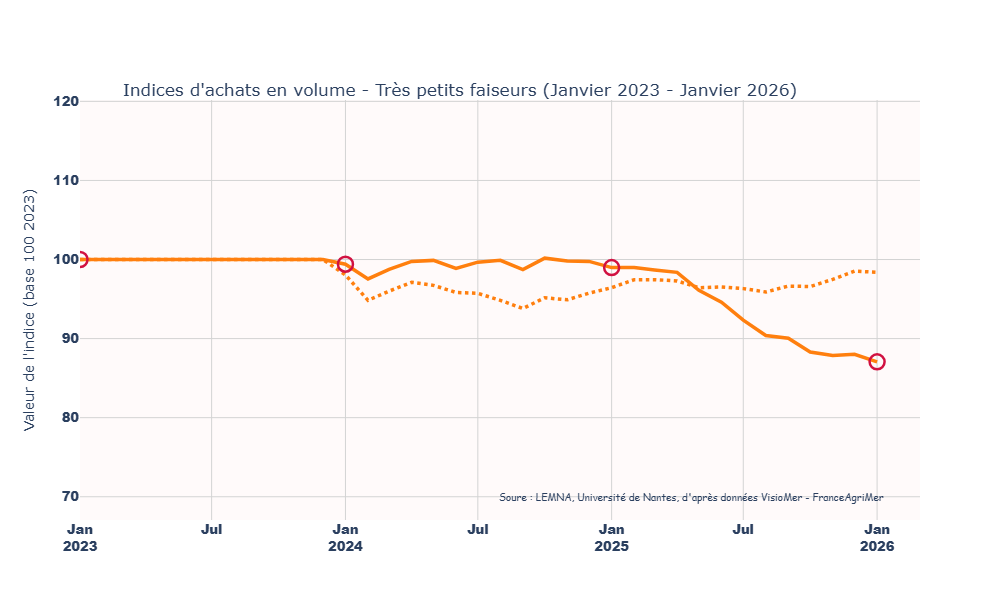 Indices d'achats en volume - Très petits faiseurs (Janvier 2023 - Janvier 2026)
Valeur de l'indice (base 100 2023)
120
110
100
90
80
70
Soure : LEMNA, Université de Nantes, d'après données VisioMer - FranceAgriMer
Jan
2023
Jul
Jan
2024
Jul
Jan
2025
Jul
Jan
2026